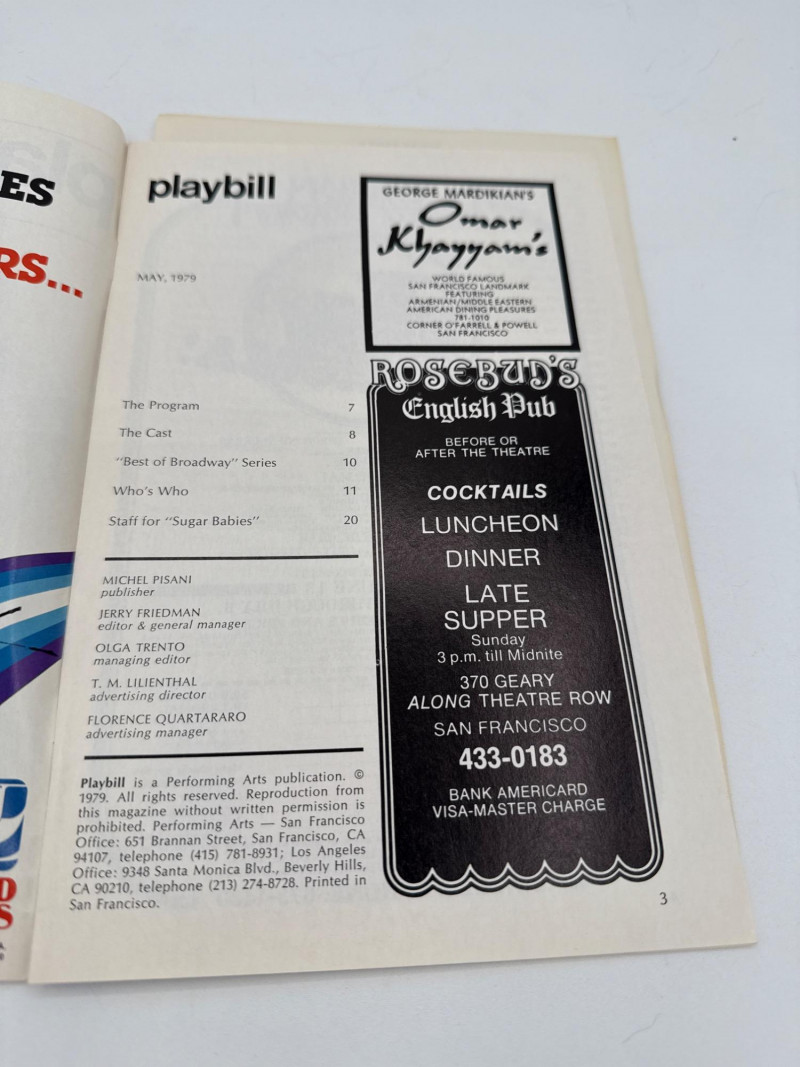 ES
RS...
playbill
MAY, 1979
The Program 7
The Cast 8
"Best of Broadway" Series 10
Who's Who 11
Staff for "Sugar Babies" 20
MICHEL PISANI
publisher
JERRY FRIEDMAN
editor & general manager
OLGA TRENTO
managing editor
T. M. LILIENTHAL
advertising director
FLORENCE QUARTARARO
advertising manager
Playbill is a Performing Arts publication. ©
1979. All rights reserved. Reproduction from
this magazine without written permission is
prohibited. Performing Arts — San Francisco
Office: 651 Brannan Street, San Francisco, CA
94107, telephone (415) 781-8931; Los Angeles
Office: 9348 Santa Monica Blvd., Beverly Hills,
CA 90210, telephone (213) 274-8728. Printed in
San Francisco.
GEORGE MARDIKIAN'S
Omar
Khayyam's
WORLD FAMOUS
SAN FRANCISCO LANDMARK
FEATURING
ARMENIAN/MIDDLE EASTERN
AMERICAN DINING PLEASURES
781-1010
CORNER O'FARRELL & POWELL
SAN FRANCISCO
ROSEBUD'S
English Pub
BEFORE OR
AFTER THE THEATRE
COCKTAILS
LUNCHEON
DINNER
LATE
SUPPER
Sunday
3 p.m. till Midnite
370 GEARY
ALONG THEATRE ROW
SAN FRANCISCO
433-0183
BANK AMERICARD
VISA-MASTER CHARGE
3